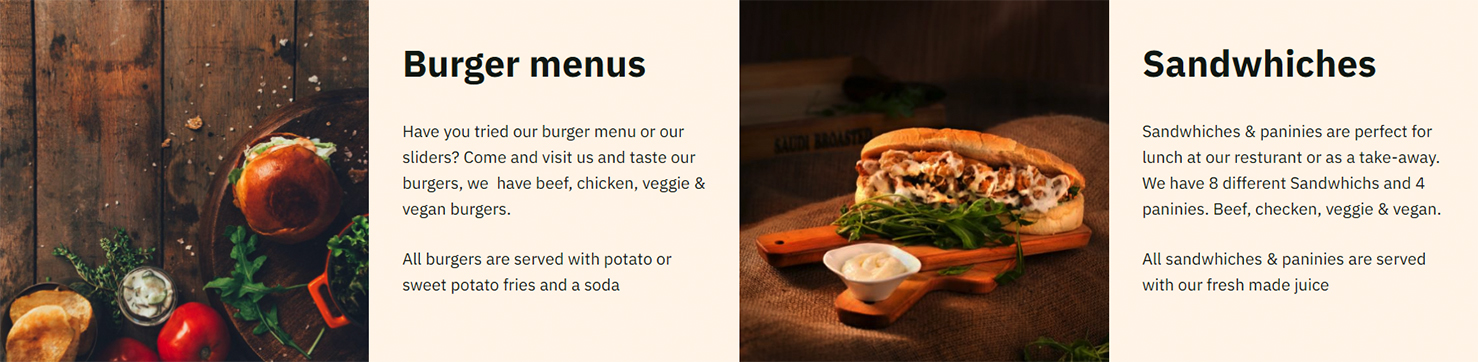 Burger menus
Have you tried our burger menu or our
sliders? Come and visit us and taste our
burgers, we  have beef, chicken, veggie &
vegan burgers.
All burgers are served with potato or
sweet potato fries and a soda
SAUDI BROASTED
Sandwhiches
Sandwhiches & paninies are perfect for
lunch at our resturant or as a take-away.
We have 8 different Sandwhichs and 4
paninies. Beef, checken, veggie & vegan.
All sandwhiches & paninies are served
with our fresh made juice